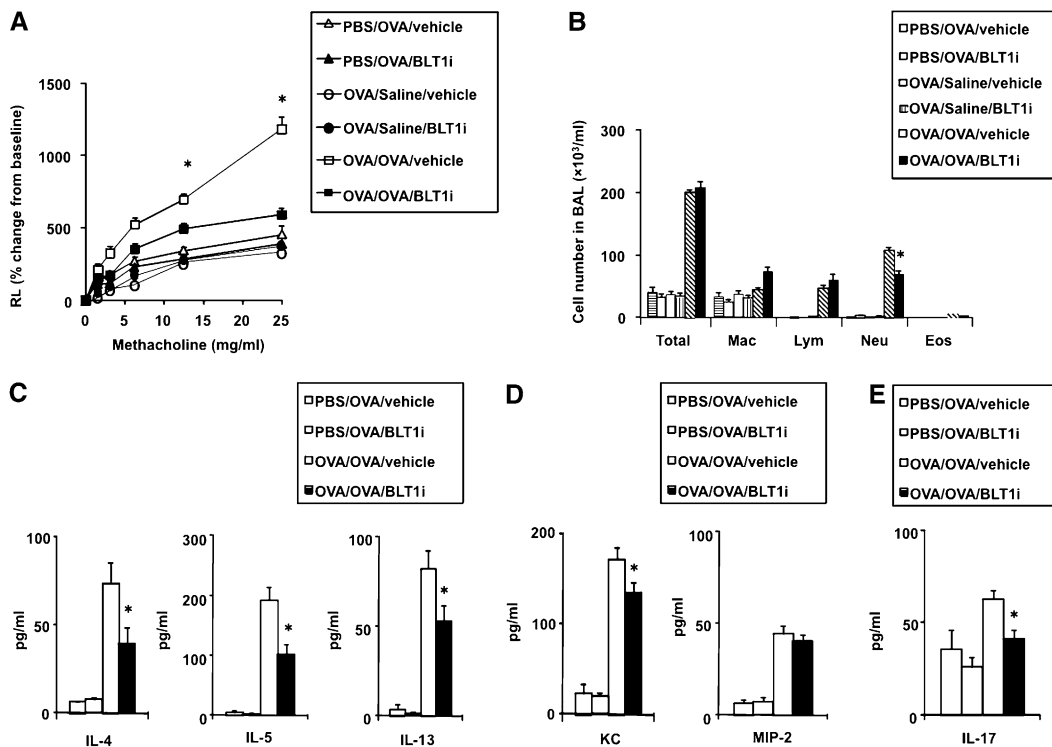 A
PBS/OVA/vehicle
PBS/OVA/BLT1i
OVA/Saline/vehicle
OVA/Saline/BLT1i
OVA/OVA/vehicle
OVA/OVA/BLT1i
RL (% change from baseline)
1500
1000
500
0
*
*
0 5 10 15 20 25
Methacholine (mg/ml)
B
PBS/OVA/vehicle
PBS/OVA/BLT1i
OVA/Saline/vehicle
OVA/Saline/BLT1i
OVA/OVA/vehicle
OVA/OVA/BLT1i
Cell number in BAL (×10³/ml)
300
200
100
0
*
Total Mac Lym Neu Eos
C
PBS/OVA/vehicle
PBS/OVA/BLT1i
OVA/OVA/vehicle
OVA/OVA/BLT1i
pg/ml
100
50
0
*
IL-4
pg/ml
300
200
100
0
*
IL-5
pg/ml
100
50
0
*
IL-13
D
PBS/OVA/vehicle
PBS/OVA/BLT1i
OVA/OVA/vehicle
OVA/OVA/BLT1i
pg/ml
200
100
0
*
KC
pg/ml
100
50
0
MIP-2
E
PBS/OVA/vehicle
PBS/OVA/BLT1i
OVA/OVA/vehicle
OVA/OVA/BLT1i
pg/ml
100
50
0
*
IL-17